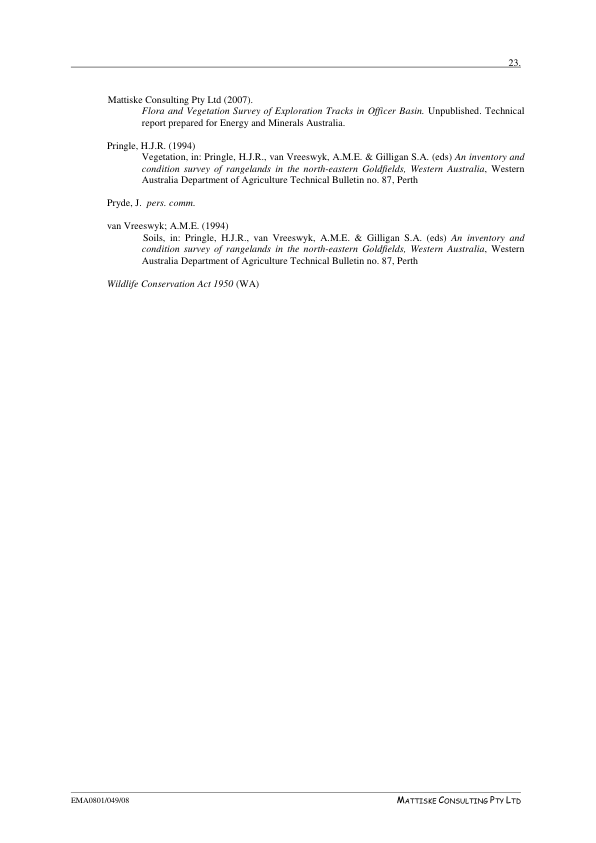 23.
Mattiske Consulting Pty Ltd (2007).
Flora and Vegetation Survey of Exploration Tracks in Officer Basin. Unpublished. Technical
report prepared for Energy and Minerals Australia.
Pringle, H.J.R. (1994)
Vegetation, in: Pringle, H.J.R., van Vreeswyk, A.M.E. & Gilligan S.A. (eds) An inventory and
condition survey of rangelands in the north-eastern Goldfields, Western Australia, Western
Australia Department of Agriculture Technical Bulletin no. 87, Perth
Pryde, J. pers. comm.
van Vreeswyk; A.M.E. (1994)
Soils, in: Pringle, H.J.R., van Vreeswyk, A.M.E. & Gilligan S.A. (eds) An inventory and
condition survey of rangelands in the north-eastern Goldfields, Western Australia, Western
Australia Department of Agriculture Technical Bulletin no. 87, Perth
Wildlife Conservation Act 1950 (WA)
EMA0801/049/08
MATTISKE CONSULTING PTY LTD